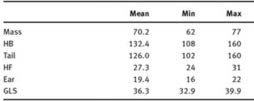 Mean Min Max
Mass 70.2 62 77
HB 132.4 108 160
Tail 126.0 102 160
HF 27.3 24 31
Ear 19.4 16 22
GLS 36.3 32.9 39.9